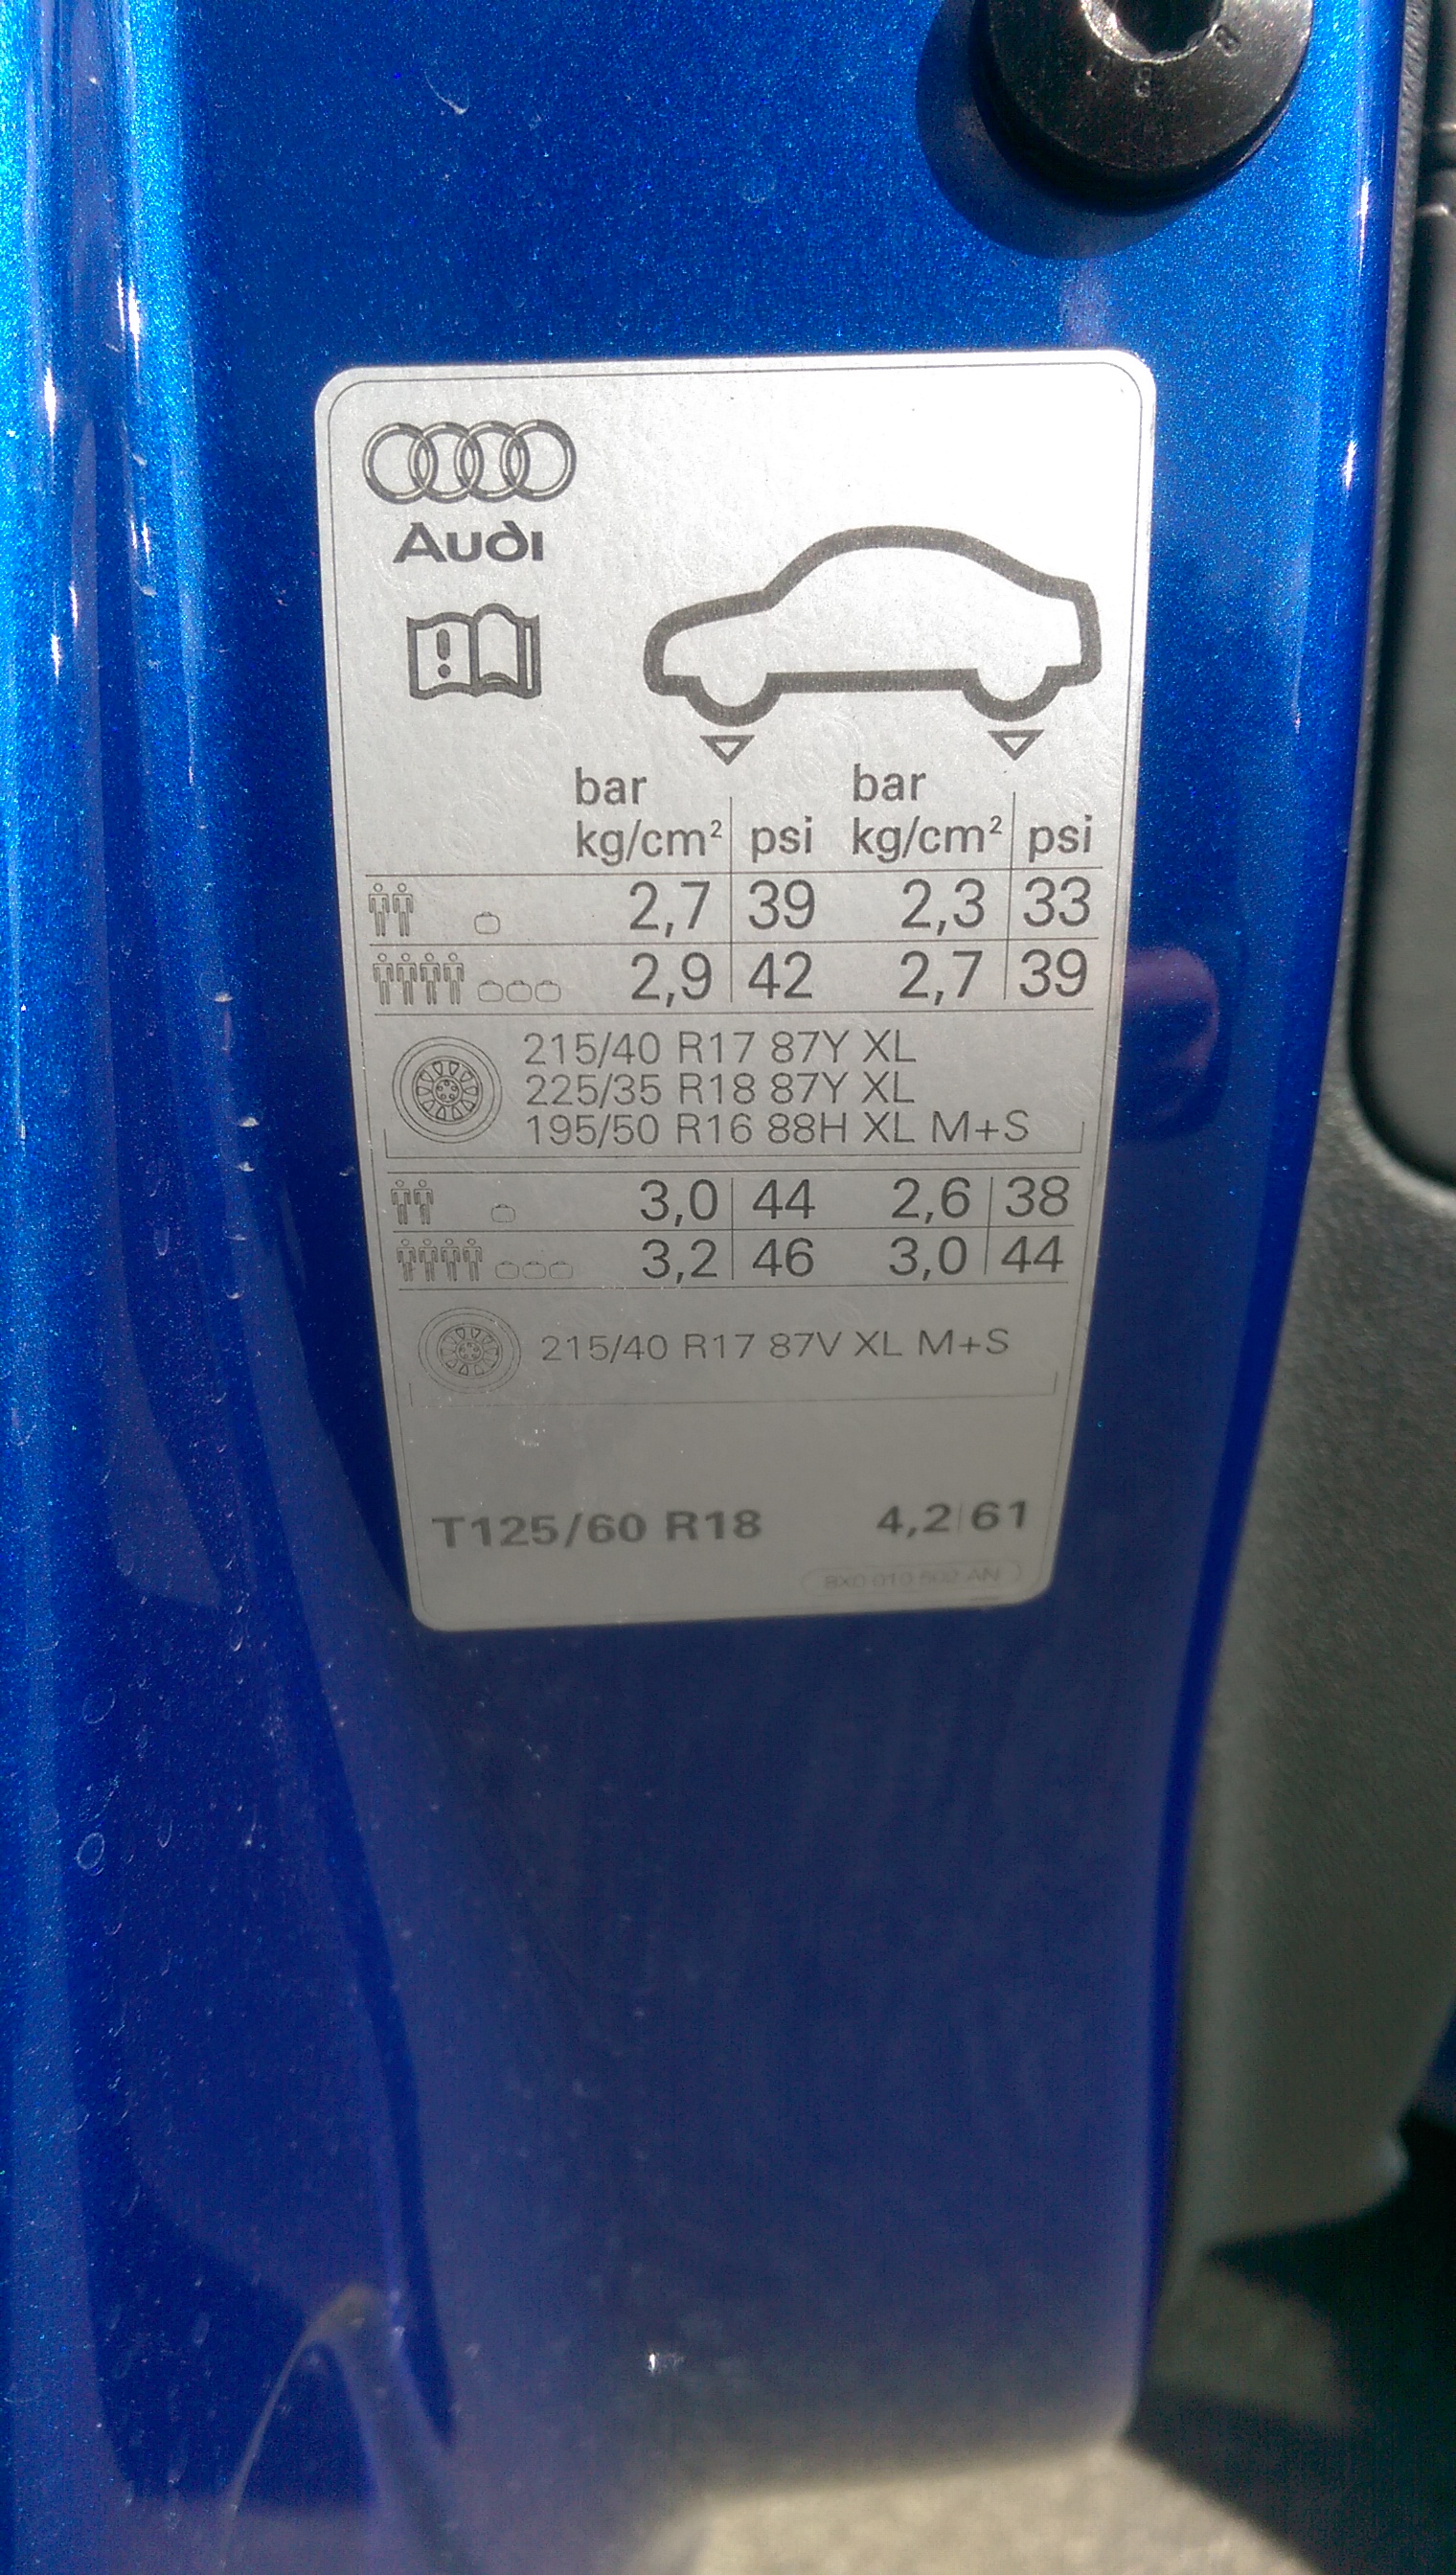 Audi
bar bar
kg/cm² psi kg/cm² psi
2,7 39 2,3 33
2,9 42 2,7 39
215/40 R17 87Y XL
225/35 R18 87Y XL
195/50 R16 88H XL M+S
3,0 44 2,6 38
3,2 46 3,0 44
215/40 R17 87V XL M+S
T125/60 R18 4,2 61
010 AN